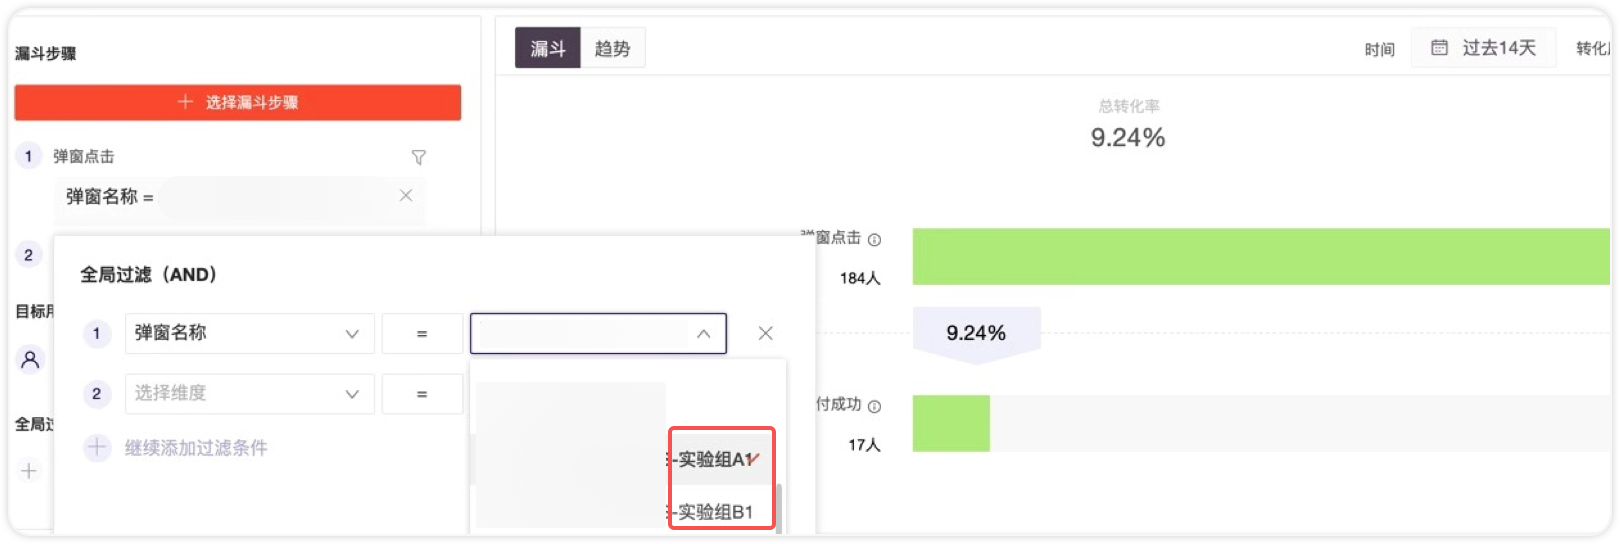 漏斗步骤
漏斗
趋势
时间
过去14天
转化
+ 选择漏斗步骤
总转化率
9.24%
1
弹窗点击
弹窗名称 =
2
全局过滤（AND）
窗点击
184人
目标用
1
弹窗名称
=
9.24%
2
选择维度
=
付成功
17人
全局过
继续添加过滤条件
-实验组A1
-实验组B1